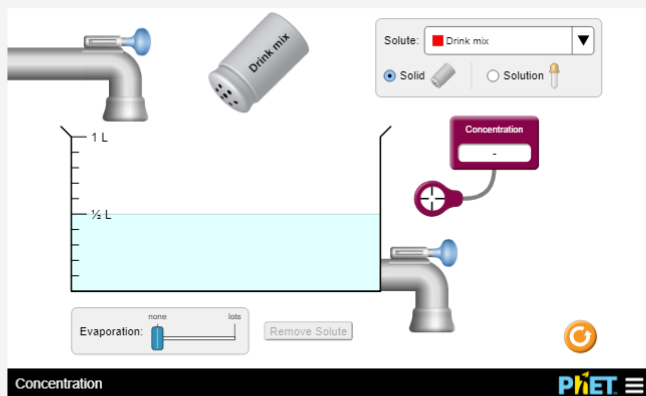 Drink mix
Solute: Drink mix
Solid
Solution
Concentration
-
1 L
½ L
none
lots
Evaporation:
Remove Solute
Concentration
PhET